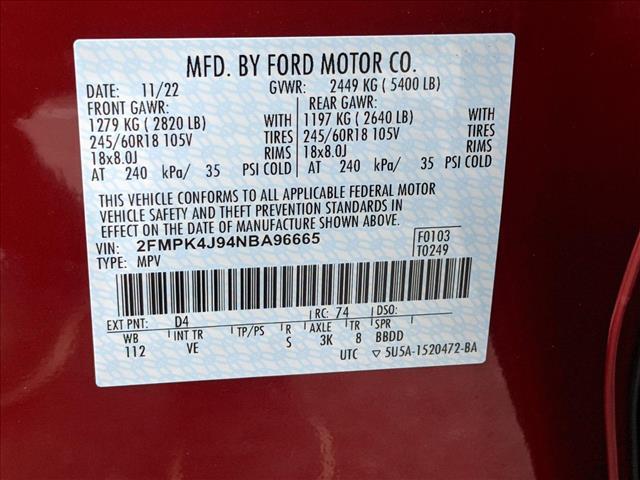 MFD. BY FORD MOTOR CO.
DATE: 11/22 GVWR: 2449 KG ( 5400 LB)
FRONT GAWR: REAR GAWR:
1279 KG ( 2820 LB) WITH 1197 KG ( 2640 LB) WITH
245/60R18 105V TIRES 245/60R18 105V TIRES
18x8.0J RIMS 18x8.0J RIMS
AT 240 kPa/ 35 PSI COLD AT 240 kPa/ 35 PSI COLD
THIS VEHICLE CONFORMS TO ALL APPLICABLE FEDERAL MOTOR
VEHICLE SAFETY AND THEFT PREVENTION STANDARDS IN
EFFECT ON THE DATE OF MANUFACTURE SHOWN ABOVE.
VIN: 2FMPK4J94NBA96665 F0103
TYPE: MPV T0249
EXT PNT: D4 RC: 74 DSO:
WB INT TR TP/PS R AXLE TR SPR
112 VE S 3K 8 BBDD
UTC ▽ 5U5A-1520472-BA